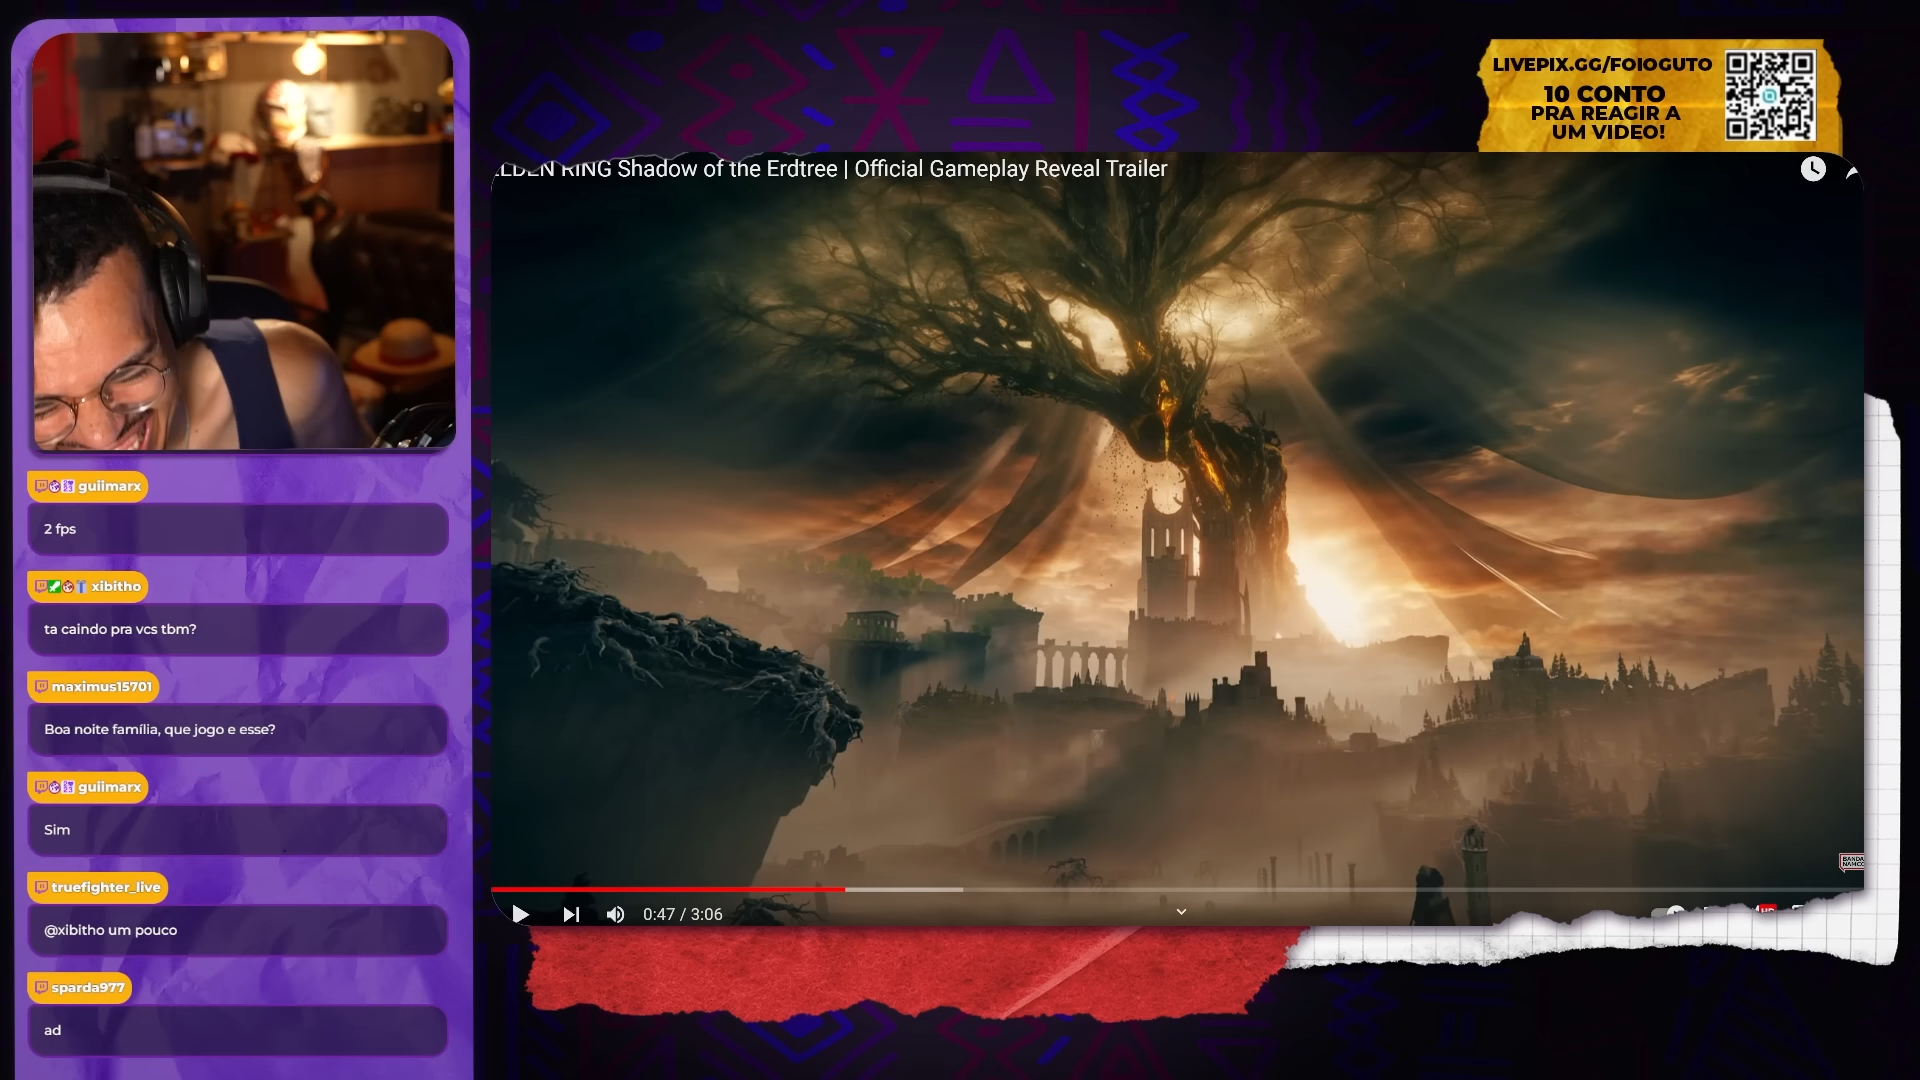 guiimarx
2 fps
xibitho
ta caindo pra vcs tbm?
maximus15701
Boa noite família, que jogo e esse?
guiimarx
Sim
truefighter_live
@xibitho um pouco
sparda977
ad
LIVEPIX.GG/FOIOGUTO
10 CONTO
PRA REAGIR A
UM VIDEO!
ELDEN RING Shadow of the Erdtree | Official Gameplay Reveal Trailer
0:47 / 3:06